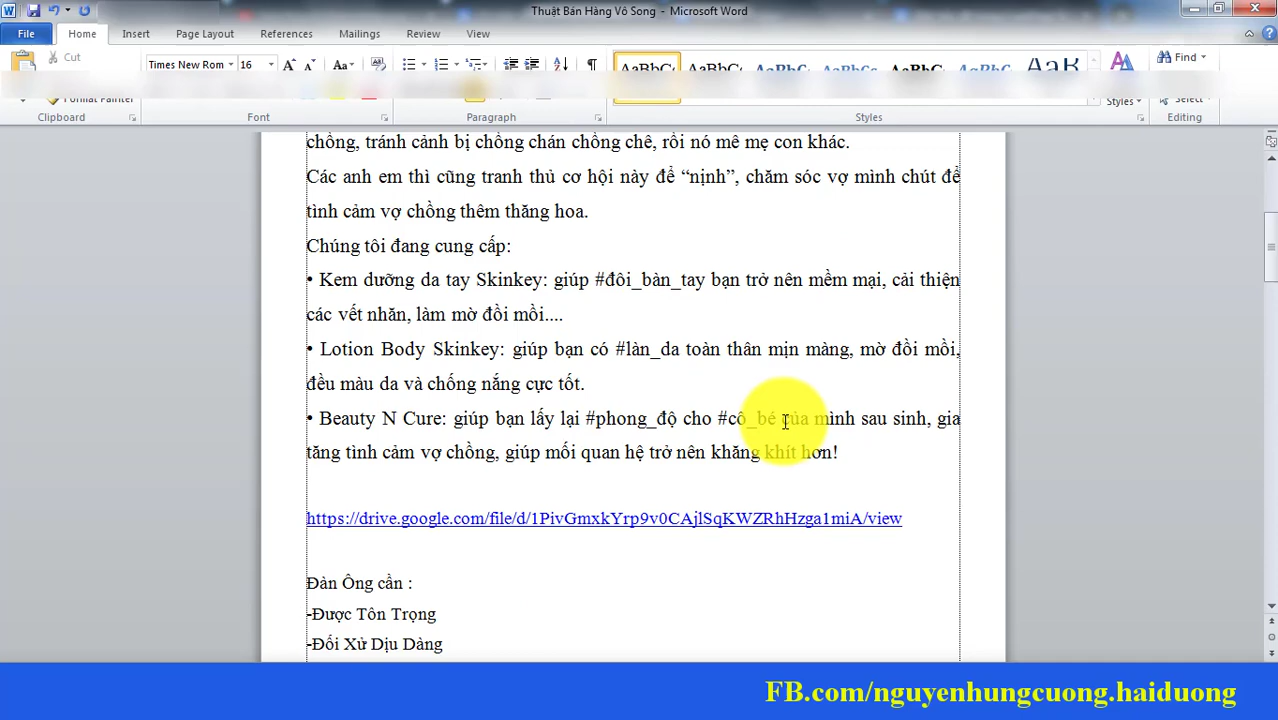 Thuật Bán Hàng Vô Song - Microsoft Word
File Home Insert Page Layout References Mailings Review View
Cut
Times New Rom 16 Aa
Find
Format Painter
Styles Select
Clipboard Font Paragraph Styles Editing
chồng, tránh cảnh bị chồng chán chồng chê, rồi nó mê mẹ con khác.
Các anh em thì cũng tranh thủ cơ hội này để “nịnh”, chăm sóc vợ mình chút để
tình cảm vợ chồng thêm thăng hoa.
Chúng tôi đang cung cấp:
• Kem dưỡng da tay Skinkey: giúp #đôi_bàn_tay bạn trở nên mềm mại, cải thiện
các vết nhăn, làm mờ đồi mồi....
• Lotion Body Skinkey: giúp bạn có #làn_da toàn thân mịn màng, mờ đồi mồi,
đều màu da và chống nắng cực tốt.
• Beauty N Cure: giúp bạn lấy lại #phong_độ cho #cô_bé của mình sau sinh, gia
tăng tình cảm vợ chồng, giúp mối quan hệ trở nên khăng khít hơn!
https://drive.google.com/file/d/1PivGmxkYrp9v0CAjlSqKWZRhHzga1miA/view
Đàn Ông cần :
-Được Tôn Trọng
-Đối Xử Dịu Dàng
FB.com/nguyenhungcuong.haiduong